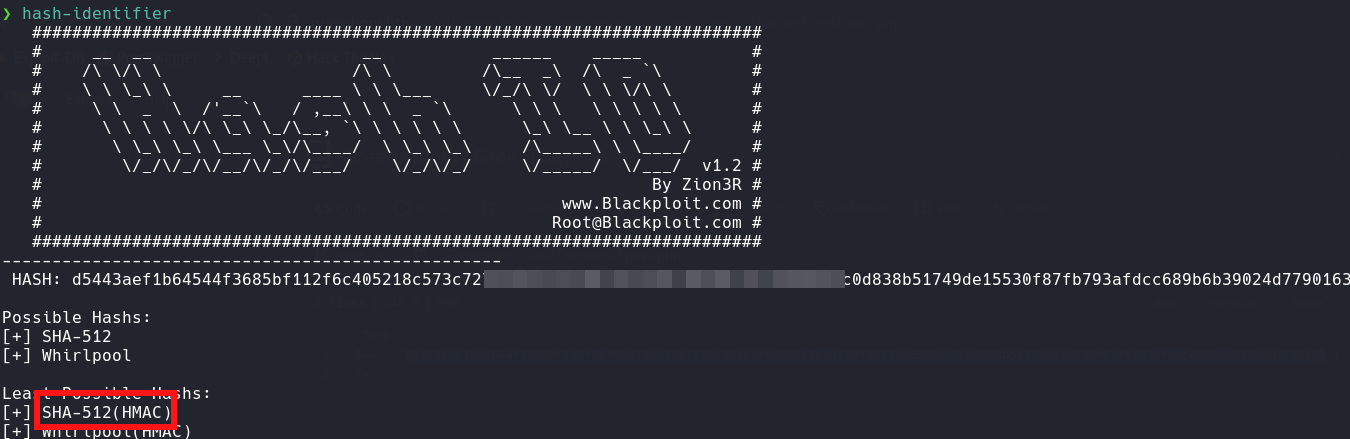 ❯ hash-identifier
#########################################################################
#     __  __                     __           ______    _____           #
#    /\ \/\ \                   /\ \         /\__  _\  /\  _ `\         #
#    \ \ \_\ \     __      ____ \ \ \___     \/_/\ \/  \ \ \/\ \        #
#     \ \  _  \  /'__`\   / ,__\ \ \  _ `\      \ \ \   \ \ \ \ \       #
#      \ \ \ \ \/\ \_\ \_/\__, `\ \ \ \ \ \      \_\ \__ \ \ \_\ \      #
#       \ \_\ \_\ \___ \_\/\____/  \ \_\ \_\     /\_____\ \ \____/      #
#        \/_/\/_/\/__/\/_/\/___/    \/_/\/_/     \/_____/  \/___/  v1.2 #
#                                                             By Zion3R #
#                                                    www.Blackploit.com #
#                                                   Root@Blackploit.com #
#########################################################################
--------------------------------------------------
HASH: d5443aef1b64544f3685bf112f6c405218c573c727 c0d838b51749de15530f87fb793afdcc689b6b39024d7790163
Possible Hashs:
[+] SHA-512
[+] Whirlpool
Least Possible Hashs:
[+] SHA-512(HMAC)
[+] Whirlpool(HMAC)